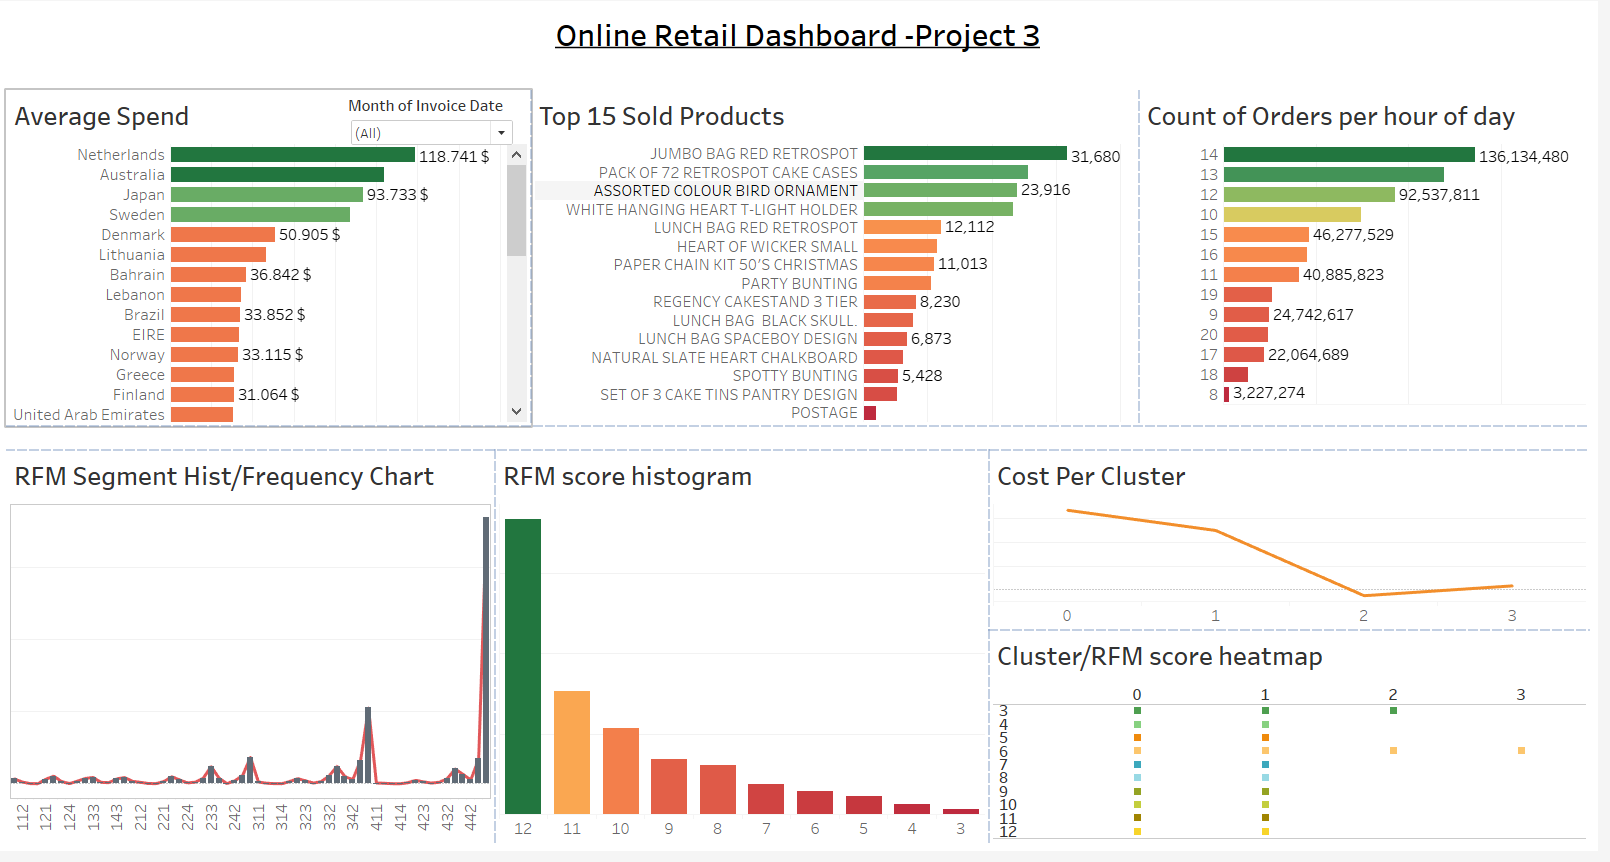 Online Retail Dashboard -Project 3
Average Spend
Month of Invoice Date
(All)
Netherlands 118.741 $
Australia
Japan 93.733 $
Sweden
Denmark 50.905 $
Lithuania
Bahrain 36.842 $
Lebanon
Brazil 33.852 $
EIRE
Norway 33.115 $
Greece
Finland 31.064 $
United Arab Emirates
Top 15 Sold Products
JUMBO BAG RED RETROSPOT 31,680
PACK OF 72 RETROSPOT CAKE CASES
ASSORTED COLOUR BIRD ORNAMENT 23,916
WHITE HANGING HEART T-LIGHT HOLDER
LUNCH BAG RED RETROSPOT 12,112
HEART OF WICKER SMALL
PAPER CHAIN KIT 50'S CHRISTMAS 11,013
PARTY BUNTING
REGENCY CAKESTAND 3 TIER 8,230
LUNCH BAG  BLACK SKULL.
LUNCH BAG SPACEBOY DESIGN 6,873
NATURAL SLATE HEART CHALKBOARD
SPOTTY BUNTING 5,428
SET OF 3 CAKE TINS PANTRY DESIGN
POSTAGE
Count of Orders per hour of day
14 136,134,480
13
12 92,537,811
10
15 46,277,529
16
11 40,885,823
19
9 24,742,617
20
17 22,064,689
18
8 3,227,274
RFM Segment Hist/Frequency Chart
112 121 124 133 143 212 221 224 233 242 311 314 323 332 342 411 414 423 432 442
RFM score histogram
12 11 10 9 8 7 6 5 4 3
Cost Per Cluster
0 1 2 3
Cluster/RFM score heatmap
0 1 2 3
3
4
5
6
7
8
9
10
11
12